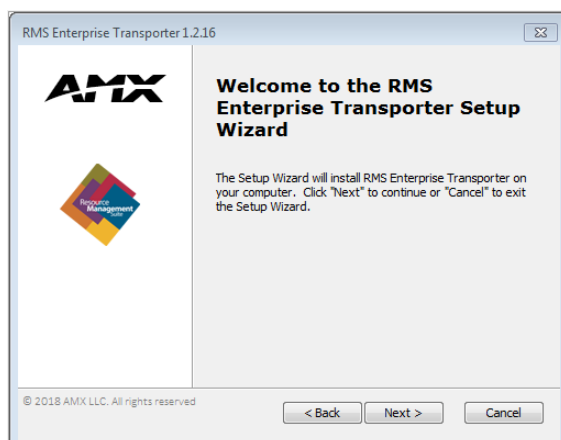 RMS Enterprise Transporter 1.2.16
AMX
Welcome to the RMS
Enterprise Transporter Setup
Wizard
Resource
Management
Suite
The Setup Wizard will install RMS Enterprise Transporter on
your computer. Click "Next" to continue or "Cancel" to exit
the Setup Wizard.
© 2018 AMX LLC. All rights reserved
< Back
Next >
Cancel